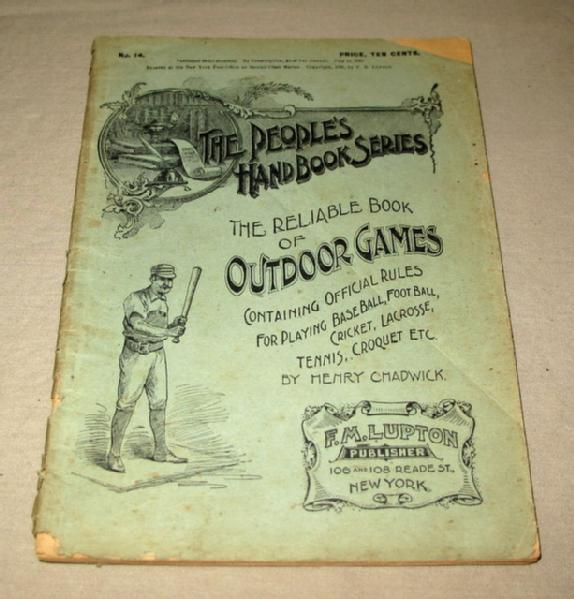 No. 14.
PRICE, TEN CENTS.
THE PEOPLE'S
HAND BOOK SERIES
THE RELIABLE BOOK
OF
OUTDOOR GAMES
CONTAINING OFFICIAL RULES
FOR PLAYING BASE BALL, FOOT BALL,
CRICKET, LACROSSE,
TENNIS, CROQUET ETC.
BY HENRY CHADWICK.
F.M. LUPTON
PUBLISHER
106 AND 108 READE ST.,
NEW YORK.